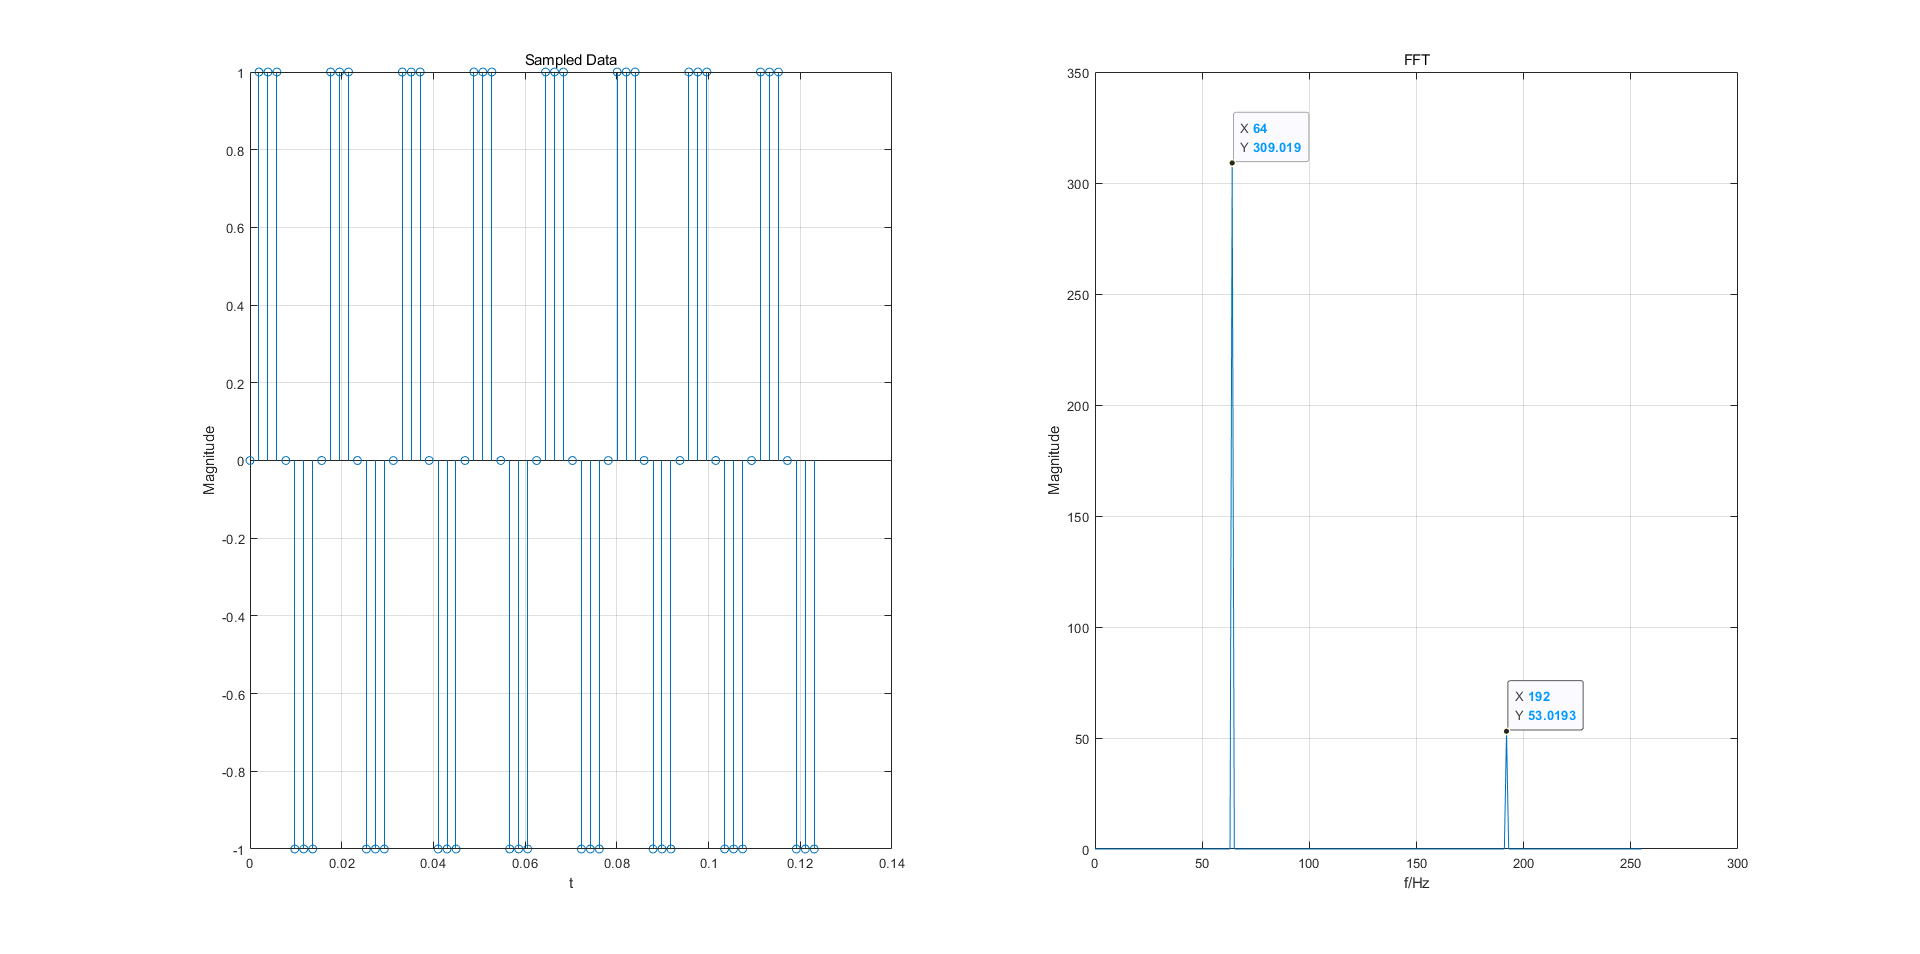 Sampled Data
1
0.8
0.6
0.4
0.2
0
-0.2
-0.4
-0.6
-0.8
-1
Magnitude
0 0.02 0.04 0.06 0.08 0.1 0.12 0.14
t
FFT
350
300
250
200
150
100
50
0
Magnitude
X 64
Y 309.019
X 192
Y 53.0193
0 50 100 150 200 250 300
f/Hz